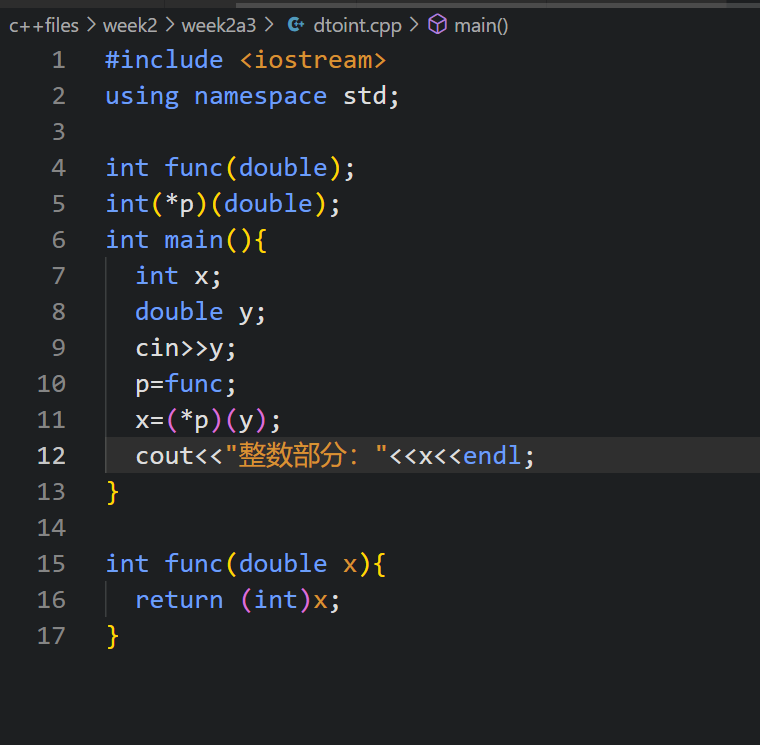 c++files > week2 > week2a3 > dtoint.cpp > main()
1 #include <iostream>
2 using namespace std;
3
4 int func(double);
5 int(*p)(double);
6 int main(){
7 int x;
8 double y;
9 cin>>y;
10 p=func;
11 x=(*p)(y);
12 cout<<"整数部分："<<x<<endl;
13 }
14
15 int func(double x){
16 return (int)x;
17 }